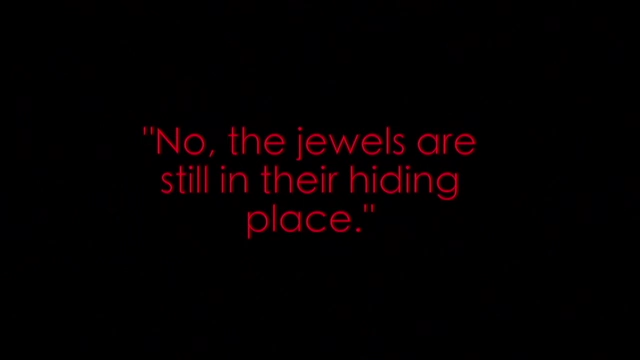 "No, the jewels are
still in their hiding
place."